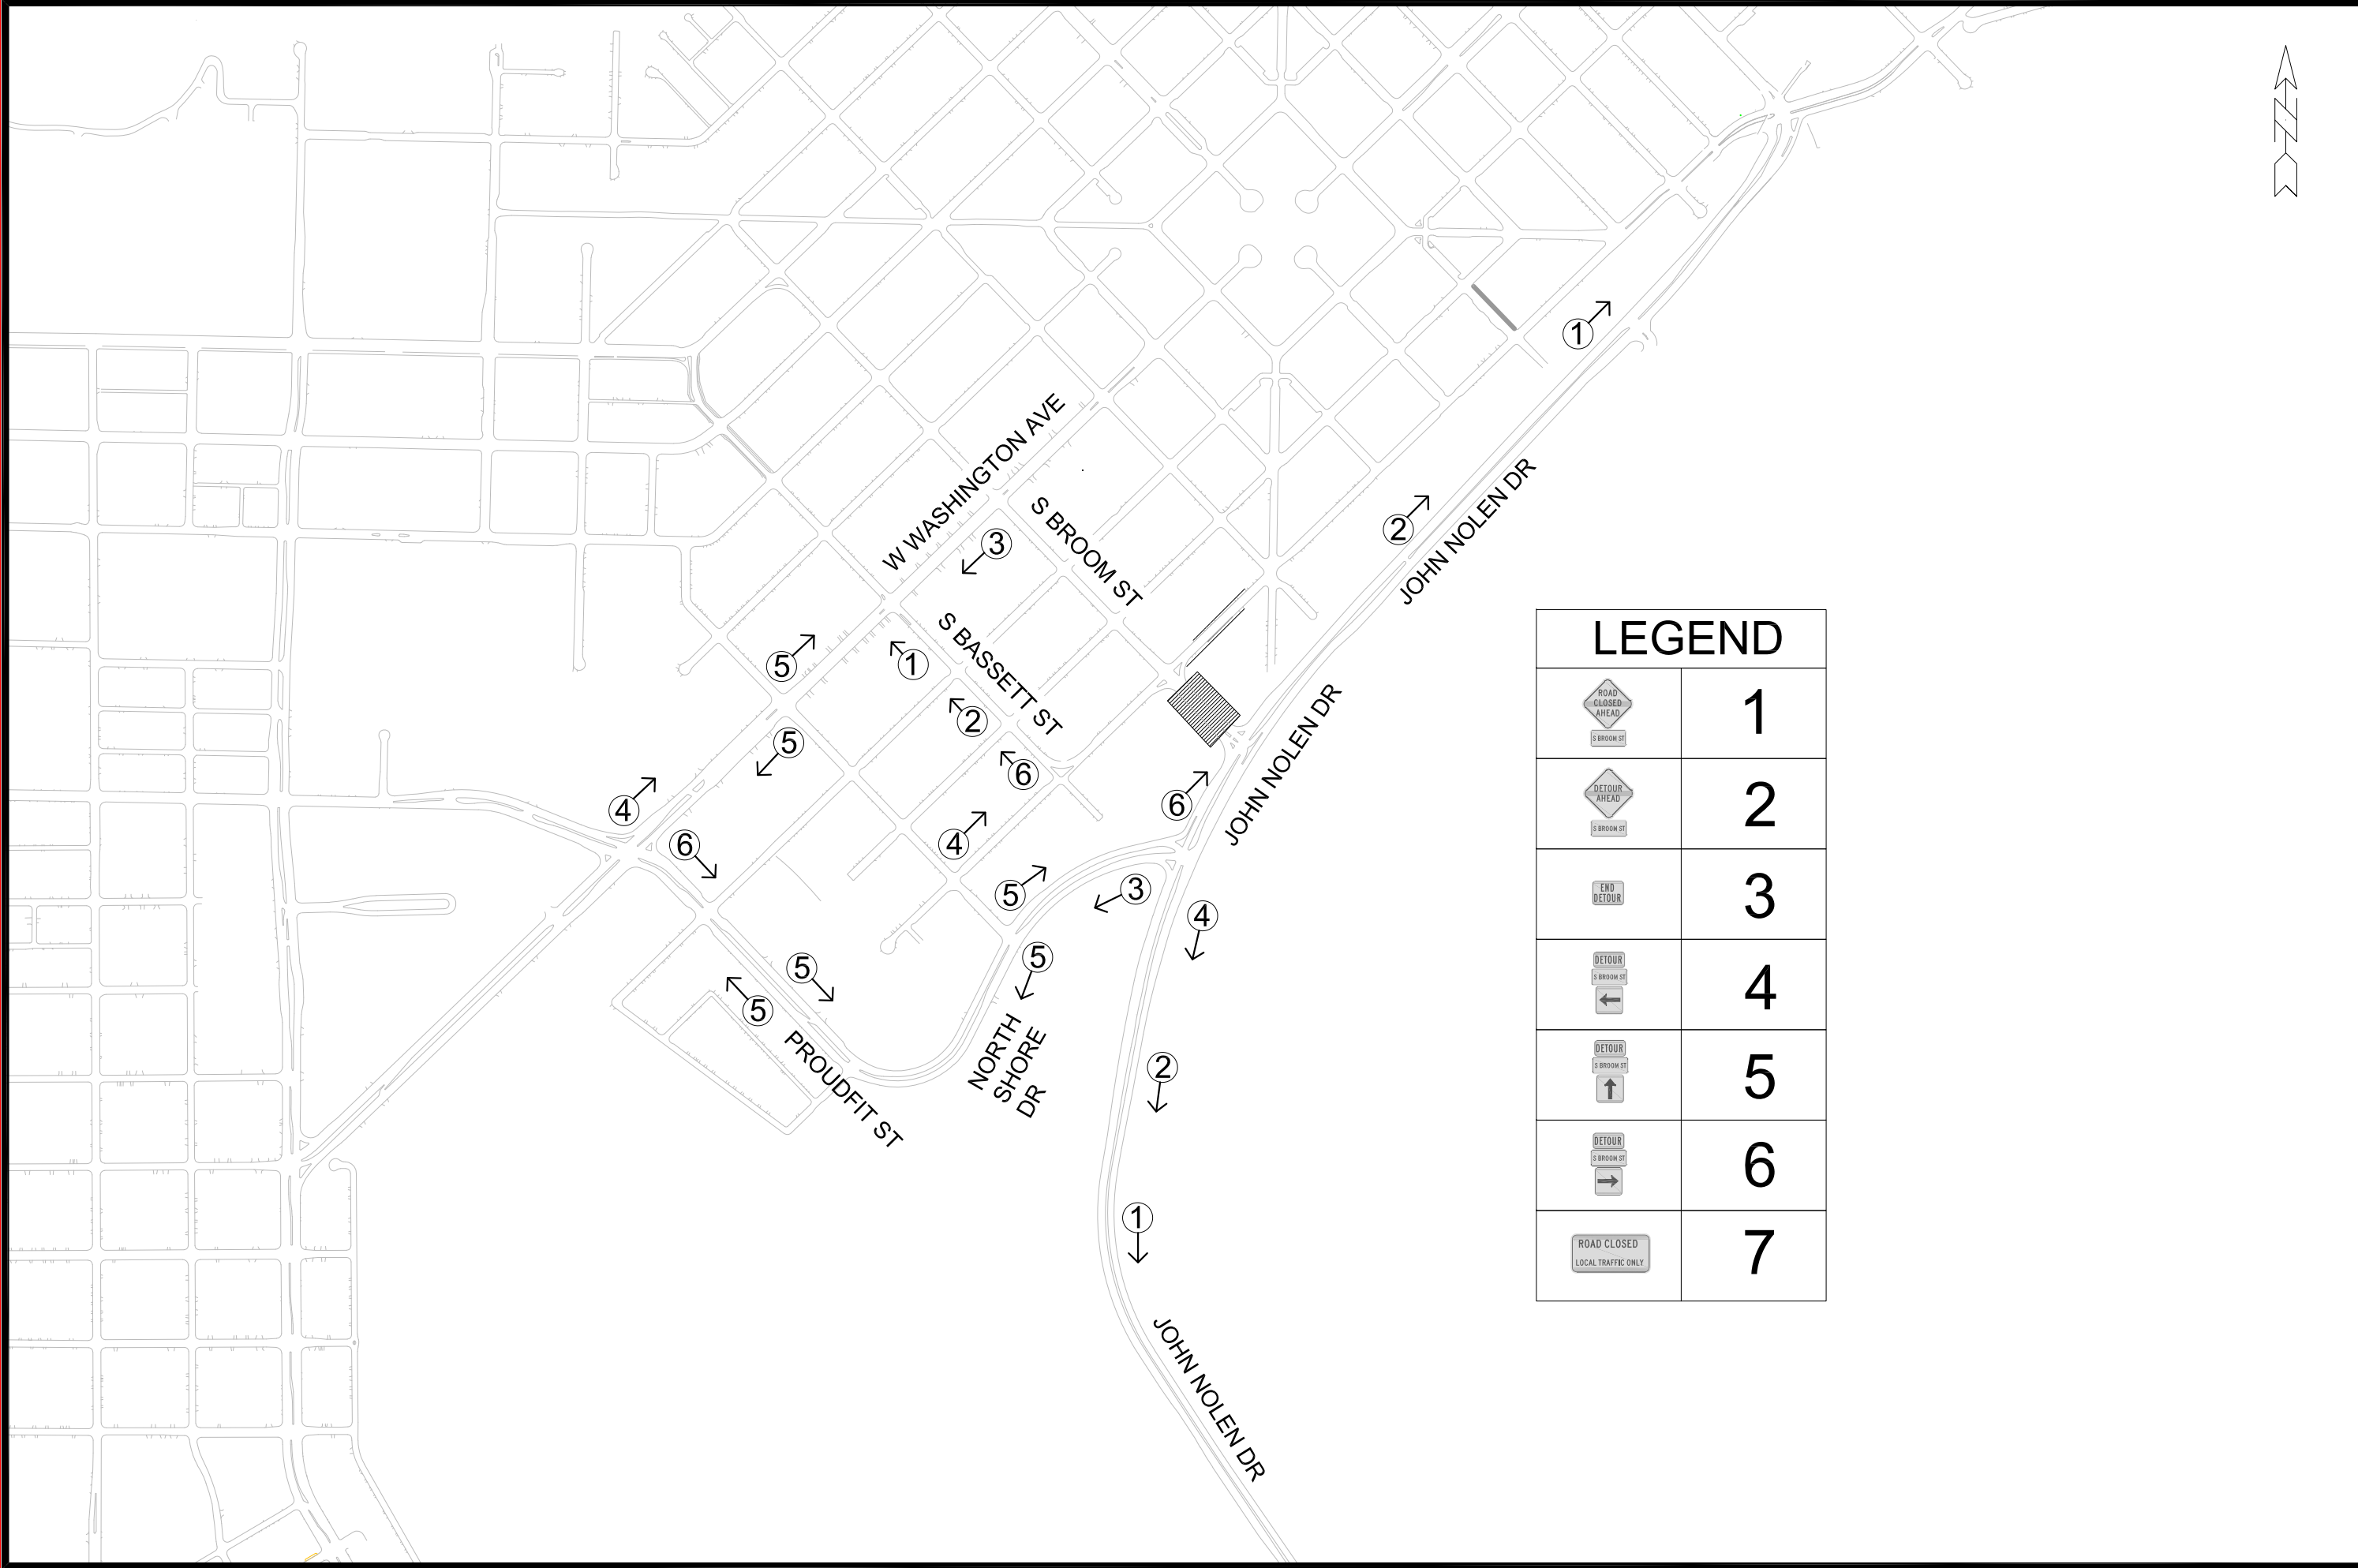 N
1
2
W WASHINGTON AVE
S BROOM ST
JOHN NOLEN DR
3
5
1
S BASSETT ST
2
5
6
JOHN NOLEN DR
4
6
6
4
5
3
4
5
5
5
PROUDFIT ST
NORTH
SHORE
DR
2
1
JOHN NOLEN DR
LEGEND
ROAD
CLOSED
AHEAD
S BROOM ST
1
DETOUR
AHEAD
S BROOM ST
2
END
DETOUR
3
DETOUR
S BROOM ST
4
DETOUR
S BROOM ST
5
DETOUR
S BROOM ST
6
ROAD CLOSED
LOCAL TRAFFIC ONLY
7